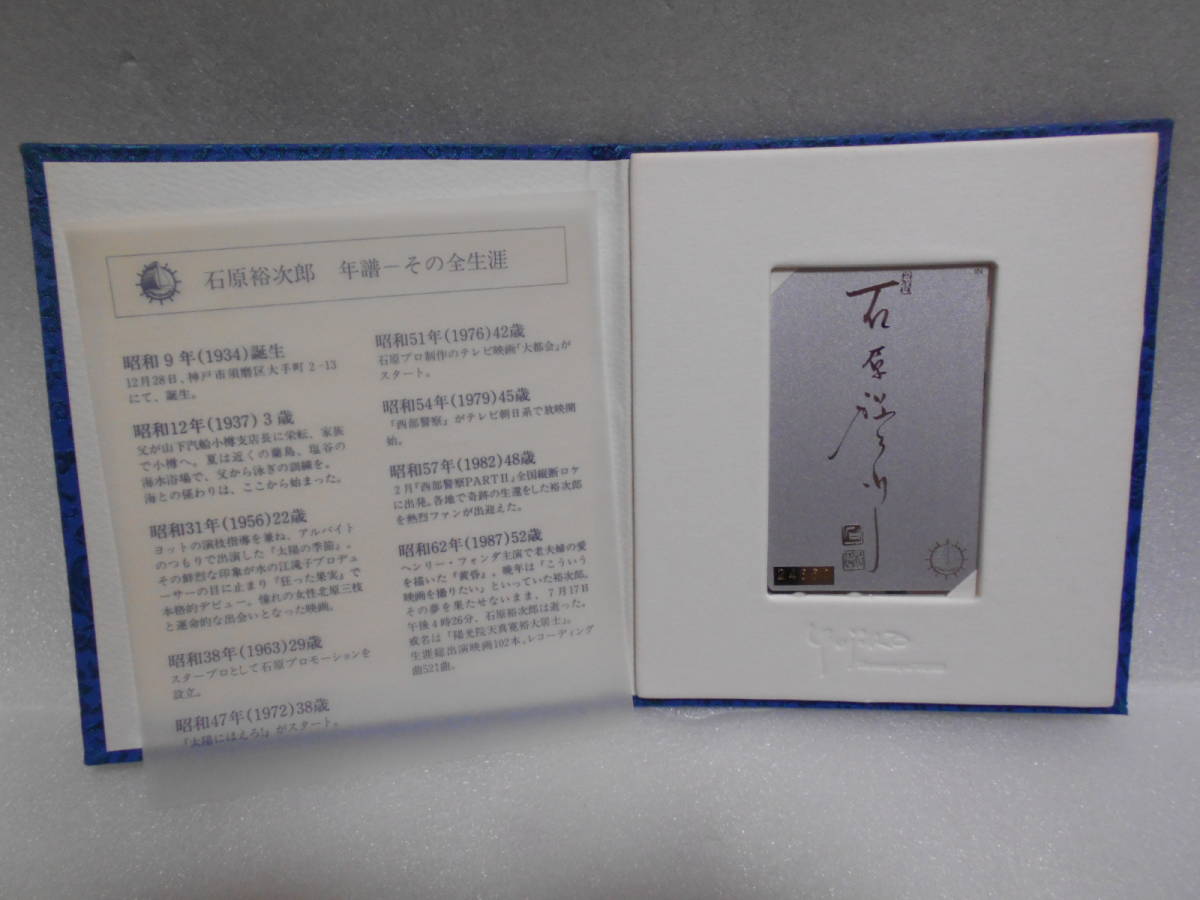 石原裕次郎　年譜－その全生涯
昭和9年(1934)誕生
12月28日、神戸市須磨区大手町 2-13
にて、誕生。
昭和12年(1937) 3歳
父が山下汽船小樽支店長に栄転、家族
で小樽へ。夏は近くの蘭島、塩谷の
海水浴場で、父から泳ぎの訓練を。
海との係わりは、ここから始まった。
昭和31年(1956)22歳
ヨットの演技指導を兼ね、アルバイト
のつもりで出演した『太陽の季節』。
その鮮烈な印象が水の江滝子プロデュ
ーサーの目に止まり『狂った果実』で
本格的デビュー。憧れの女性北原三枝
と運命的な出会いとなった映画。
昭和38年(1963)29歳
スタープロとして石原プロモーションを
設立。
昭和47年(1972)38歳
『太陽にほえろ!』がスタート。
昭和51年(1976)42歳
石原プロ制作のテレビ映画「大都会」が
スタート。
昭和54年(1979)45歳
「西部警察」がテレビ朝日系で放映開
始。
昭和57年(1982)48歳
2月『西部警察PARTⅡ』全国縦断ロケ
に出発。各地で奇跡の生還をした裕次郎
を熱烈ファンが出迎えた。
昭和62年(1987)52歳
ヘンリー・フォンダ主演で老夫婦の愛
を描いた『黄昏』。晩年は『こういう
映画を撮りたい』といっていた裕次郎。
その夢を果たせないまま、7月17日
午後4時26分、石原裕次郎は逝った。
戒名は「陽光院天真寛裕大居士」。
生涯総出演映画102本、レコーディング
曲521曲。
石原裕次郎